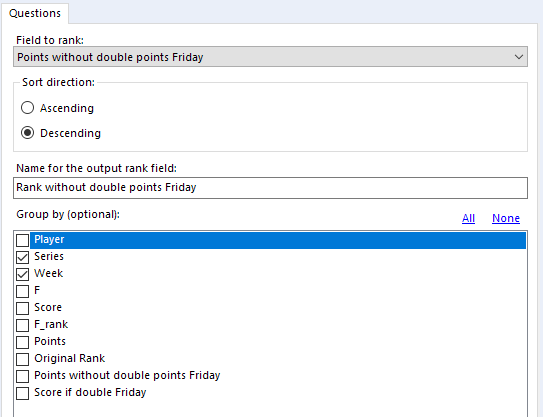 Questions
Field to rank:
Points without double points Friday
Sort direction:
Ascending
Descending
Name for the output rank field:
Rank without double points Friday
Group by (optional):
All None
Player
Series
Week
F
Score
F_rank
Points
Original Rank
Points without double points Friday
Score if double Friday